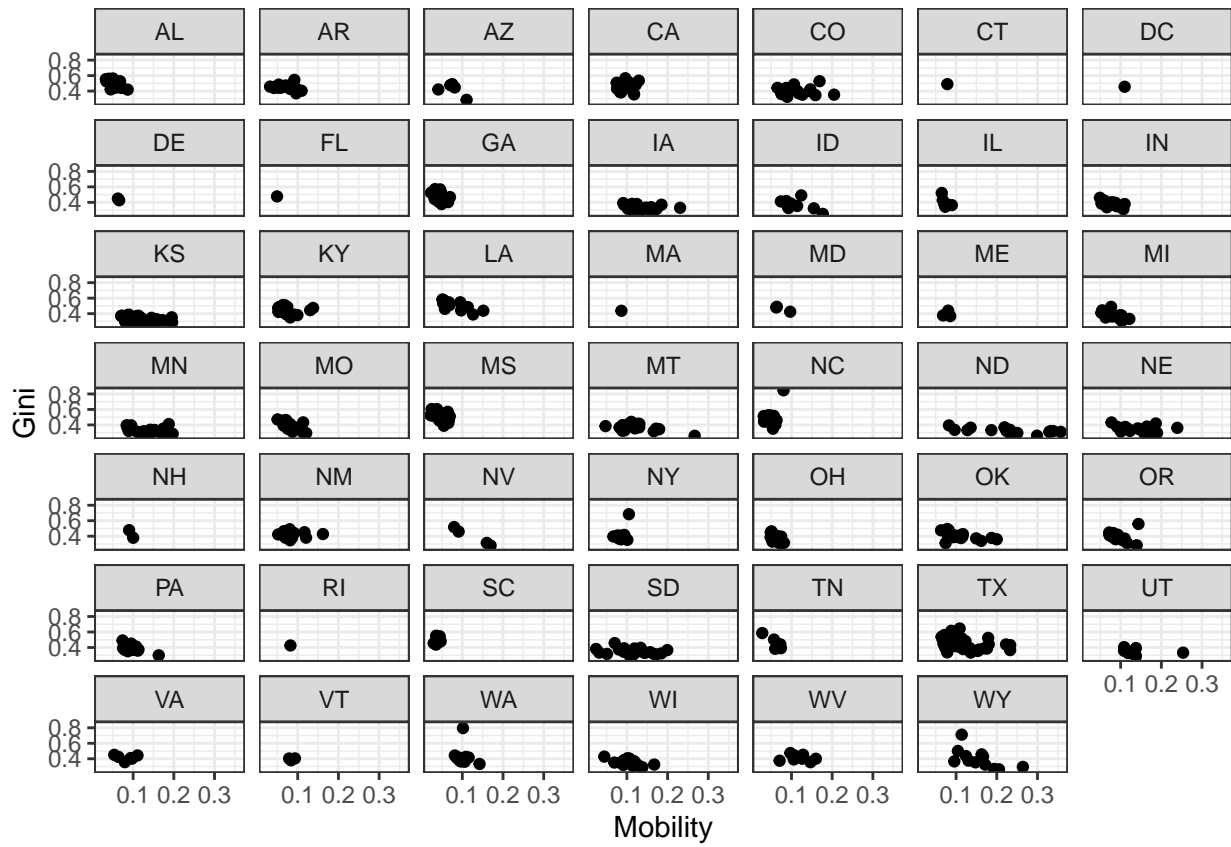 AL AR AZ CA CO CT DC
0.8
0.6
0.4
DE FL GA IA ID IL IN
0.8
0.6
0.4
KS KY LA MA MD ME MI
0.8
0.6
0.4
MN MO MS MT NC ND NE
0.8
0.6
0.4
Gini
NH NM NV NY OH OK OR
0.8
0.6
0.4
PA RI SC SD TN TX UT
0.8
0.6
0.4
0.1 0.2 0.3
VA VT WA WI WV WY
0.8
0.6
0.4
0.1 0.2 0.3 0.1 0.2 0.3 0.1 0.2 0.3 0.1 0.2 0.3 0.1 0.2 0.3 0.1 0.2 0.3
Mobility